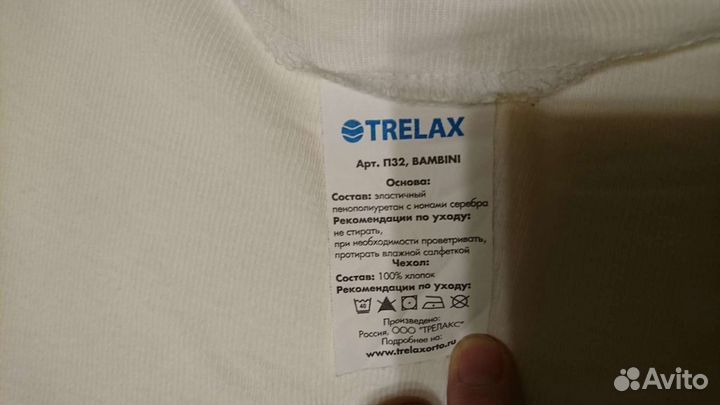 TRELAX
Арт. П32, BAMBINI
Основа:
Состав: эластичный
пенополиуретан с ионами серебра
Рекомендации по уходу:
не стирать,
при необходимости проветривать,
протирать влажной салфеткой
Чехол:
Состав: 100% хлопок
Рекомендации по уходу:
40
Произведено:
Россия, ООО "ТРЕЛАКС"
Подробнее на:
www.trelaxorto.ru
Avito